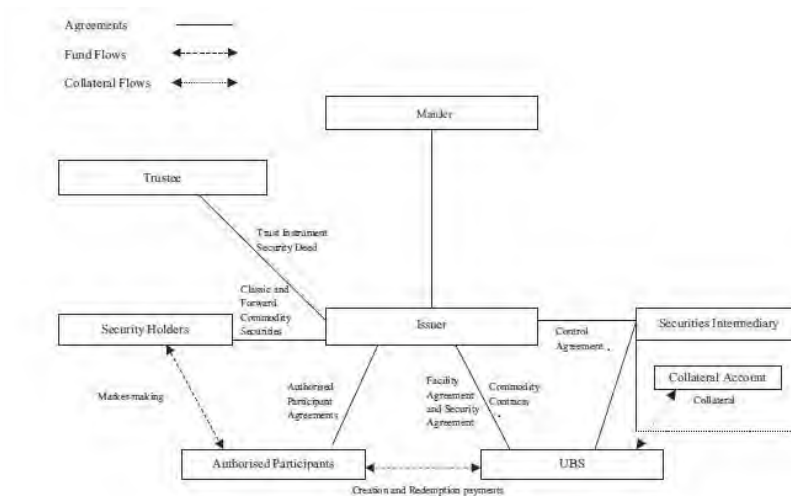 Agreements
Fund Flows
Collateral Flows
ManJer
Trustee
Trust Instrument
Security Deed
Classic and
Forward
Commodity
Securities
Security Holders
Issuer
Securities Intermediary
Control
Agreement
Collateral Account
Collateral
Market-making
Authorised
Participant
Agreements
Facility
Agreement
and Security
Agreement
Commodity
Contracts
Authorised Participants
UBS
Creation and Redemption payments